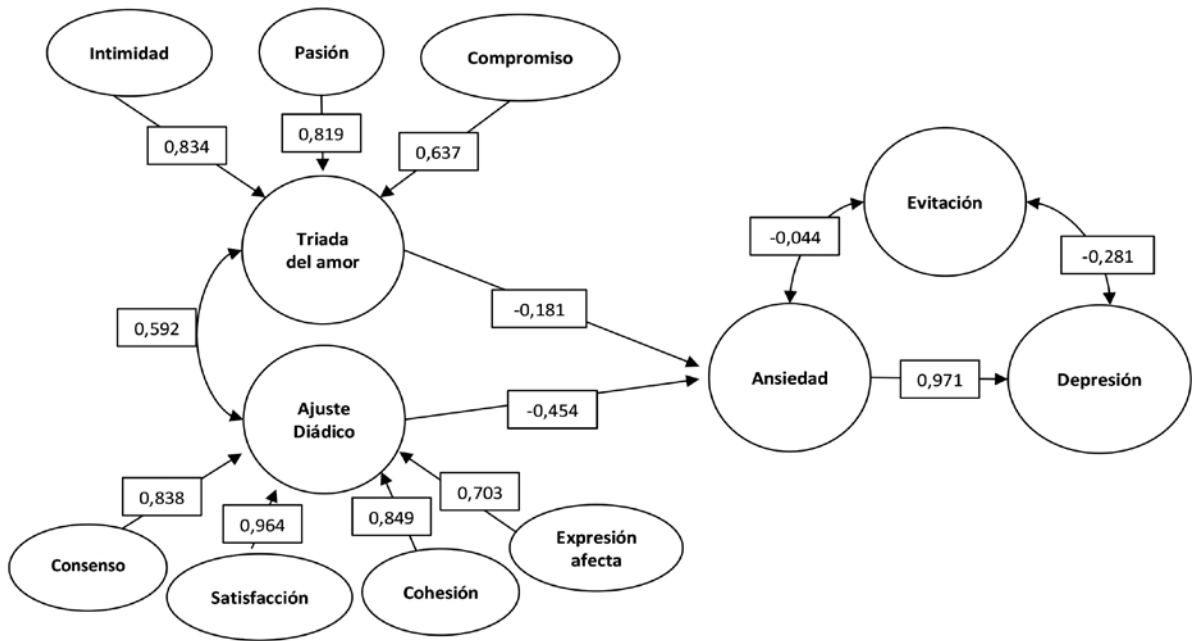 Intimidad
Pasión
Compromiso
0,834
0,819
0,637
Triada
del amor
Evitación
-0,044
-0,281
0,592
-0,181
Ansiedad
0,971
Depresión
Ajuste
Diádico
-0,454
0,838
0,964
0,849
0,703
Consenso
Satisfacción
Cohesión
Expresión
afecta